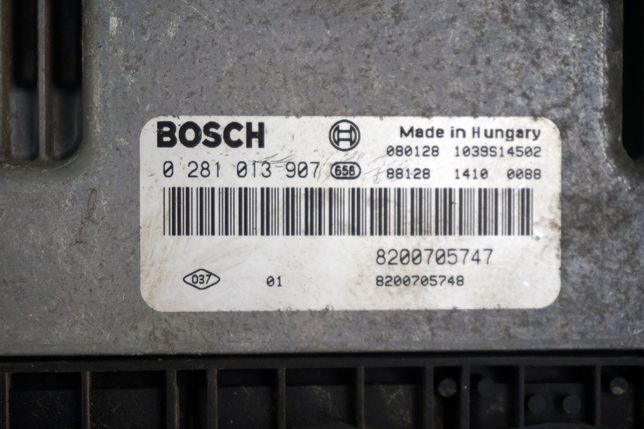 BOSCH
Made in Hungary
080128 1039S14502
0 281 013 907 658
88128 1410 0088
8200705747
037 01 8200705748